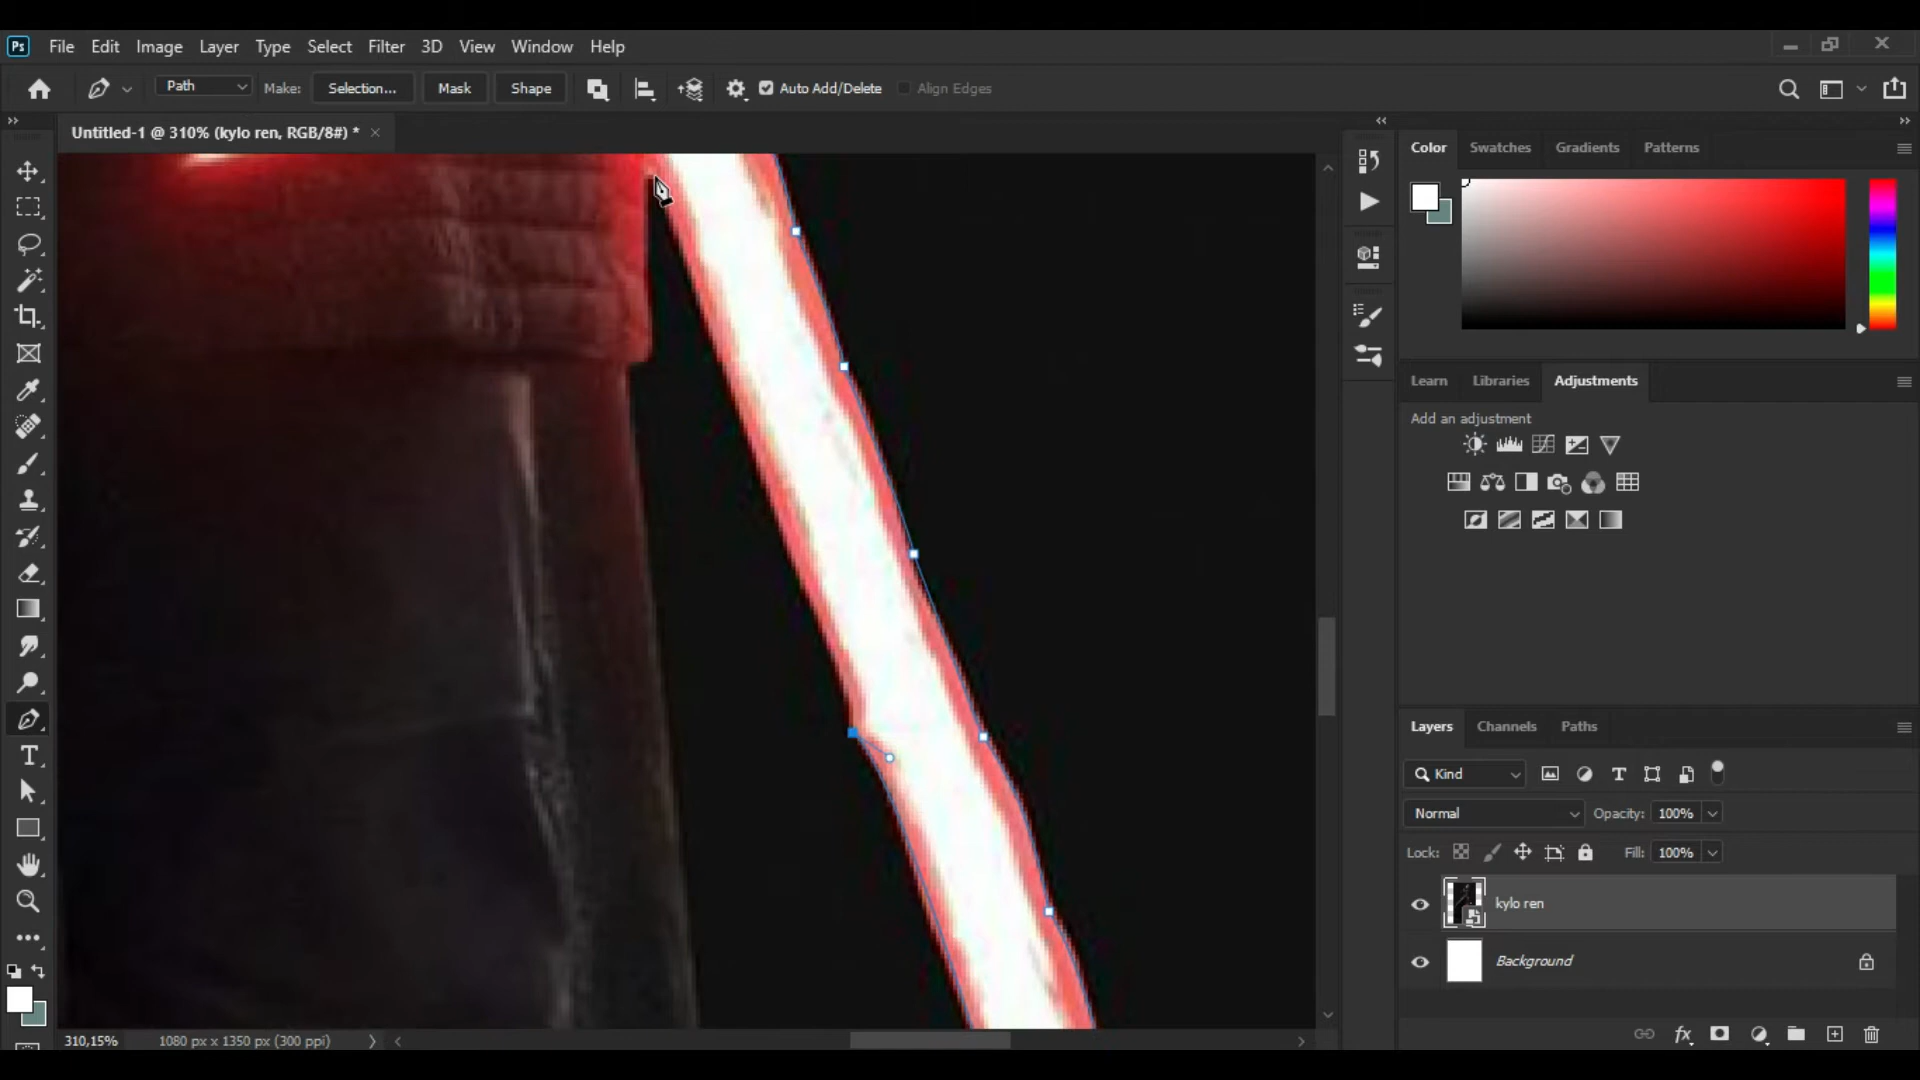 Ps File Edit Image Layer Type Select Filter 3D View Window Help
Path Make: Selection... Mask Shape Auto Add/Delete Align Edges
Untitled-1 @ 310% (kylo ren, RGB/8#) *
Color Swatches Gradients Patterns
Learn Libraries Adjustments
Add an adjustment
Layers Channels Paths
Kind
Normal Opacity: 100%
Lock: Fill: 100%
kylo ren
Background
310,15% 1080 px x 1350 px (300 ppi)